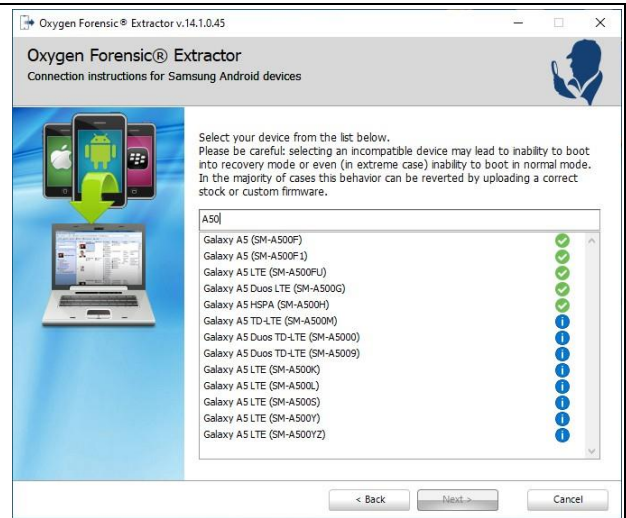 Oxygen Forensic® Extractor v.14.1.0.45
Oxygen Forensic® Extractor
Connection instructions for Samsung Android devices
Select your device from the list below.
Please be careful: selecting an incompatible device may lead to inability to boot
into recovery mode or even (in extreme case) inability to boot in normal mode.
In the majority of cases this behavior can be reverted by uploading a correct
stock or custom firmware.
A50
Galaxy A5 (SM-A500F)
Galaxy A5 (SM-A500F1)
Galaxy A5 LTE (SM-A500FU)
Galaxy A5 Duos LTE (SM-A500G)
Galaxy A5 HSPA (SM-A500H)
Galaxy A5 TD-LTE (SM-A500M)
Galaxy A5 Duos TD-LTE (SM-A5000)
Galaxy A5 Duos TD-LTE (SM-A5009)
Galaxy A5 LTE (SM-A500K)
Galaxy A5 LTE (SM-A500L)
Galaxy A5 LTE (SM-A500S)
Galaxy A5 LTE (SM-A500Y)
Galaxy A5 LTE (SM-A500YZ)
< Back
Next >
Cancel